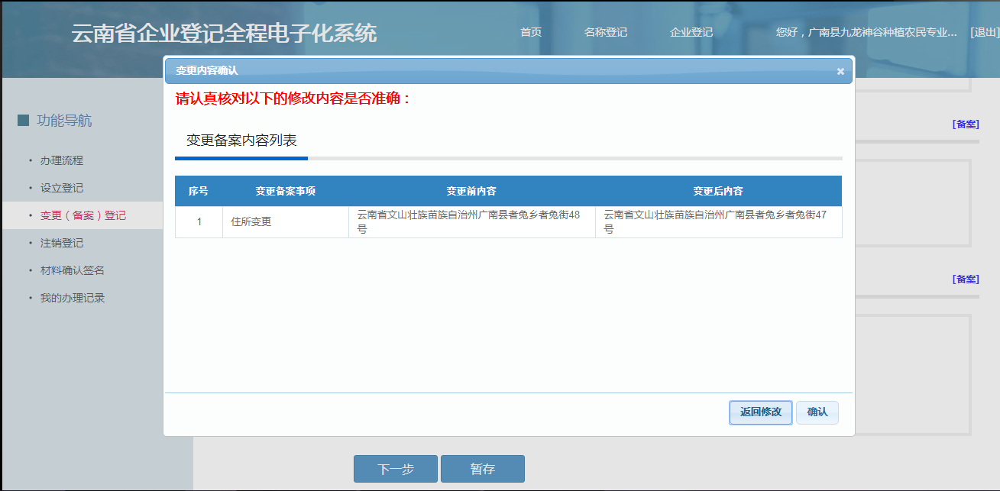 云南省企业登记全程电子化系统
首页
名称登记
企业登记
您好，广南县九龙神谷种植农民专业...
[退出]
变更内容确认
×
请认真核对以下的修改内容是否准确：
功能导航
[备案]
变更备案内容列表
· 办理流程
· 设立登记
· 变更（备案）登记
· 注销登记
· 材料确认签名
· 我的办理记录
序号
变更备案事项
变更前内容
变更后内容
1
住所变更
云南省文山壮族苗族自治州广南县者兔乡者兔街48
号
云南省文山壮族苗族自治州广南县者兔乡者兔街47
号
[备案]
返回修改
确认
下一步
暂存